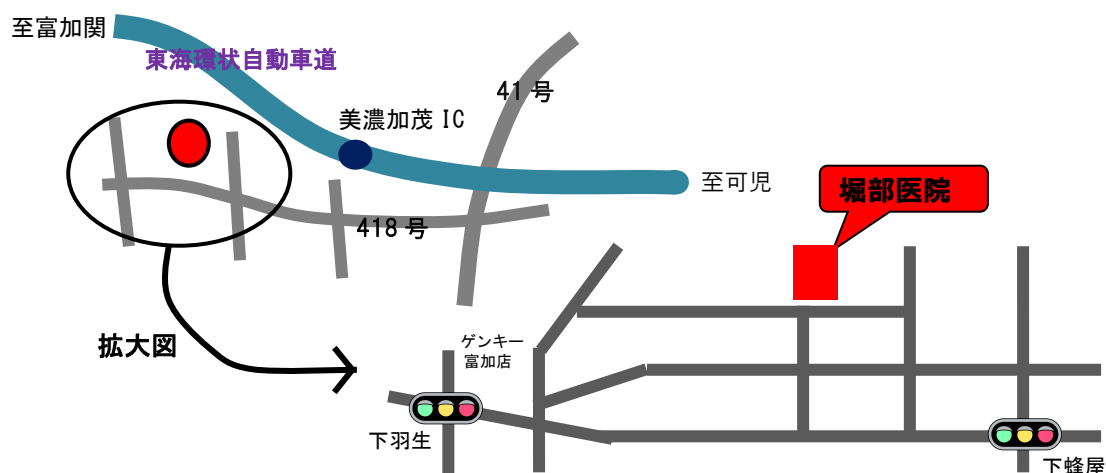 至富加関
東海環状自動車道
41 号
美濃加茂 IC
至可児
堀部医院
418 号
拡大図
ゲンキー
富加店
下羽生
下蜂屋